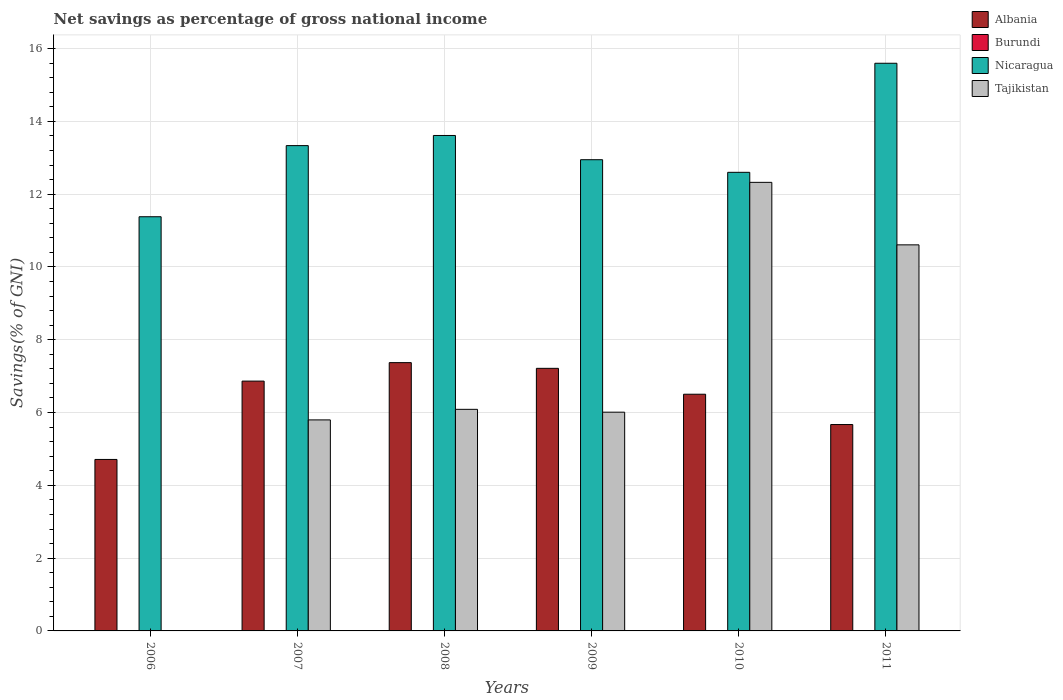 Net savings as percentage of gross national income
Albania
Burundi
Nicaragua
Tajikistan
Savings(% of GNI)
16
14
12
10
8
6
4
2
0
2006
2007
2008
2009
2010
2011
Years